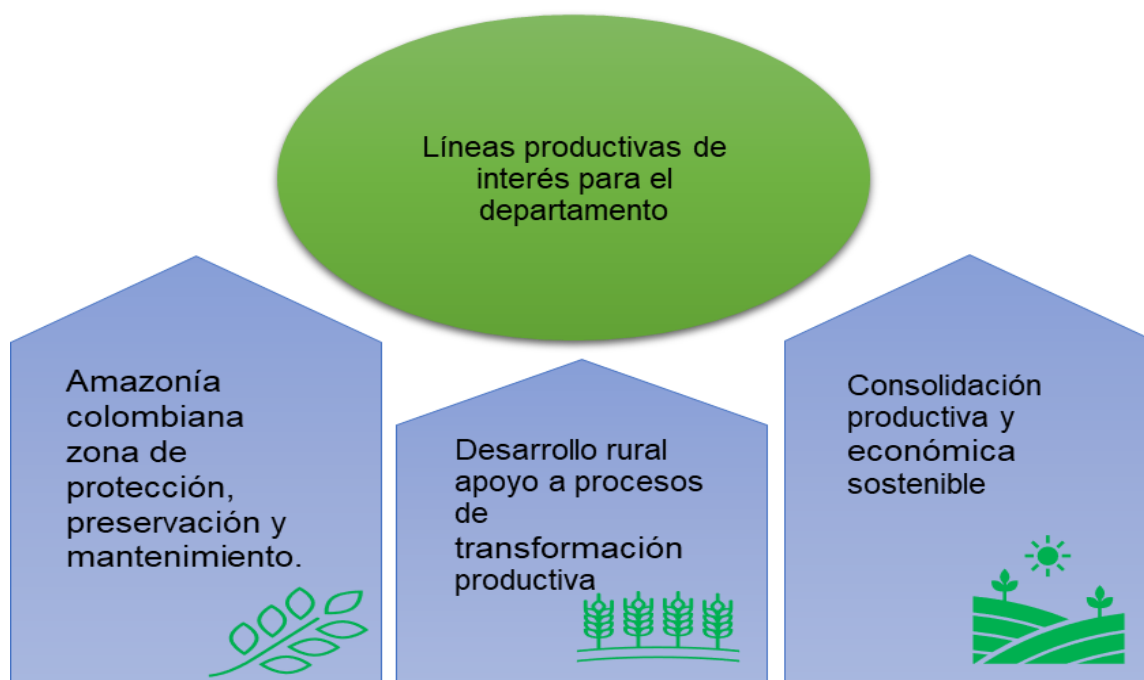 Líneas productivas de
interés para el
departamento
Amazonía
colombiana
zona de
protección,
preservación y
mantenimiento.
Desarrollo rural
apoyo a procesos
de
transformación
productiva
Consolidación
productiva y
económica
sostenible